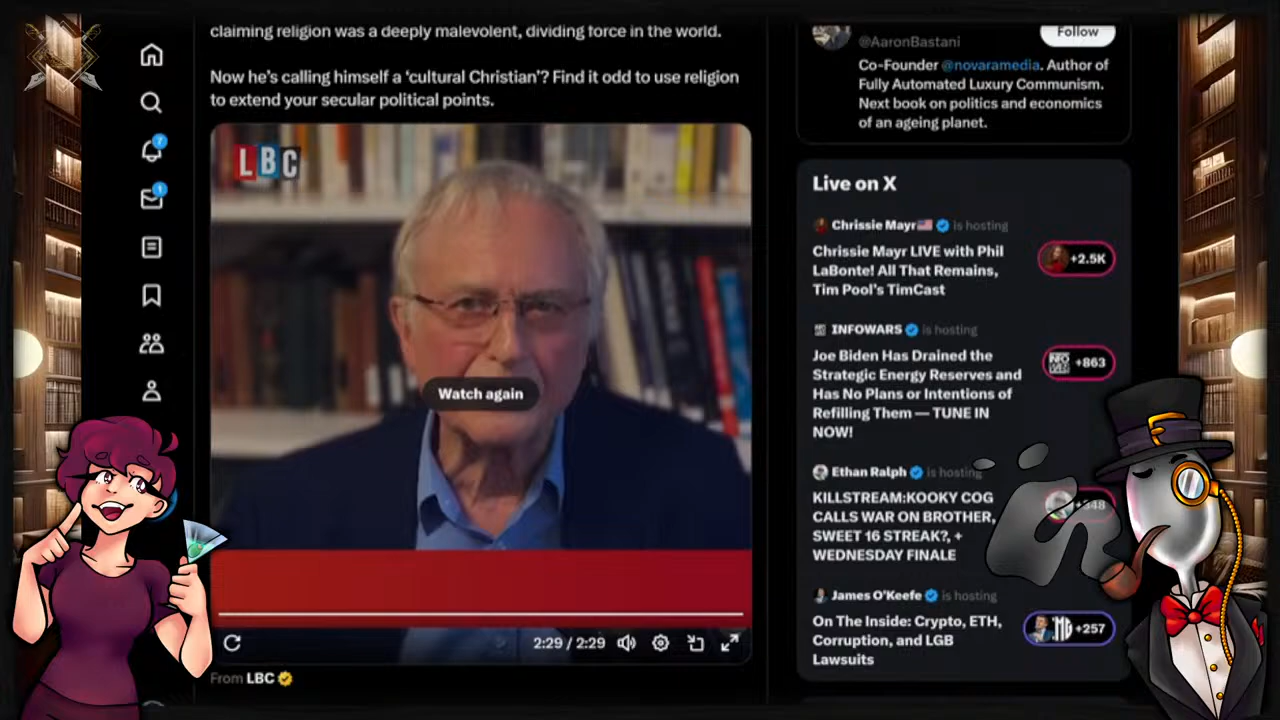 claiming religion was a deeply malevolent, dividing force in the world.
Now he's calling himself a 'cultural Christian'? Find it odd to use religion
to extend your secular political points.
LBC
Watch again
2:29 / 2:29
From LBC
7
1
Follow
@AaronBastani
Co-Founder @novaramedia. Author of
Fully Automated Luxury Communism.
Next book on politics and economics
of an ageing planet.
Live on X
Chrissie Mayr is hosting
Chrissie Mayr LIVE with Phil
LaBonte! All That Remains,
Tim Pool's TimCast
+2.5K
INFOWARS is hosting
Joe Biden Has Drained the
Strategic Energy Reserves and
Has No Plans or Intentions of
Refilling Them — TUNE IN
NOW!
+863
Ethan Ralph is hosting
KILLSTREAM:KOOKY COG
CALLS WAR ON BROTHER,
SWEET 16 STREAK?, +
WEDNESDAY FINALE
+348
James O'Keefe is hosting
On The Inside: Crypto, ETH,
Corruption, and LGB
Lawsuits
+257